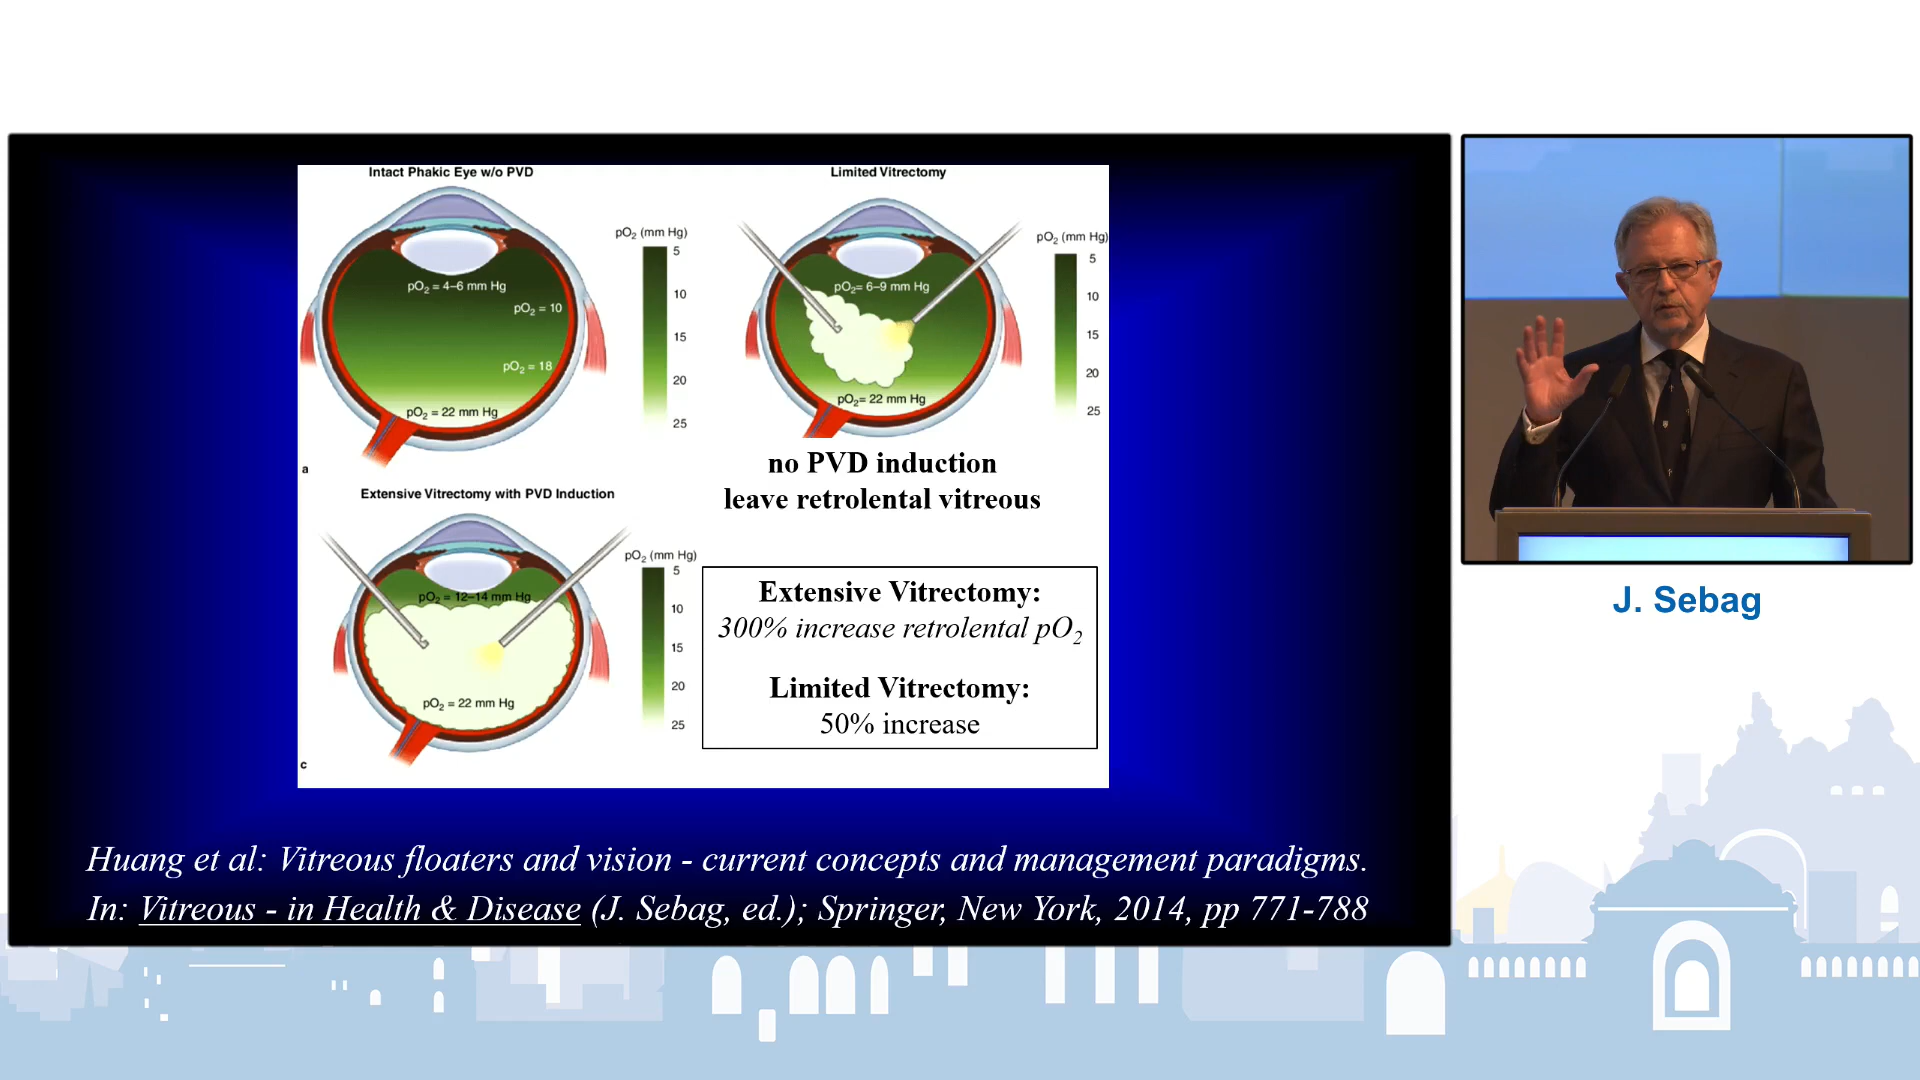 Intact Phakic Eye w/o PVD
pO2 (mm Hg)
5
10
15
20
25
pO2 = 4–6 mm Hg
pO2 = 10
pO2 = 18
pO2 = 22 mm Hg
a
Limited Vitrectomy
pO2 (mm Hg)
5
10
15
20
25
pO2= 6–9 mm Hg
pO2= 22 mm Hg
no PVD induction
leave retrolental vitreous
Extensive Vitrectomy with PVD Induction
pO2 (mm Hg)
5
10
15
20
25
pO2 = 12–14 mm Hg
pO2 = 22 mm Hg
c
Extensive Vitrectomy:
300% increase retrolental pO2
Limited Vitrectomy:
50% increase
Huang et al: Vitreous floaters and vision - current concepts and management paradigms.
In: Vitreous - in Health & Disease (J. Sebag, ed.); Springer, New York, 2014, pp 771-788
J. Sebag